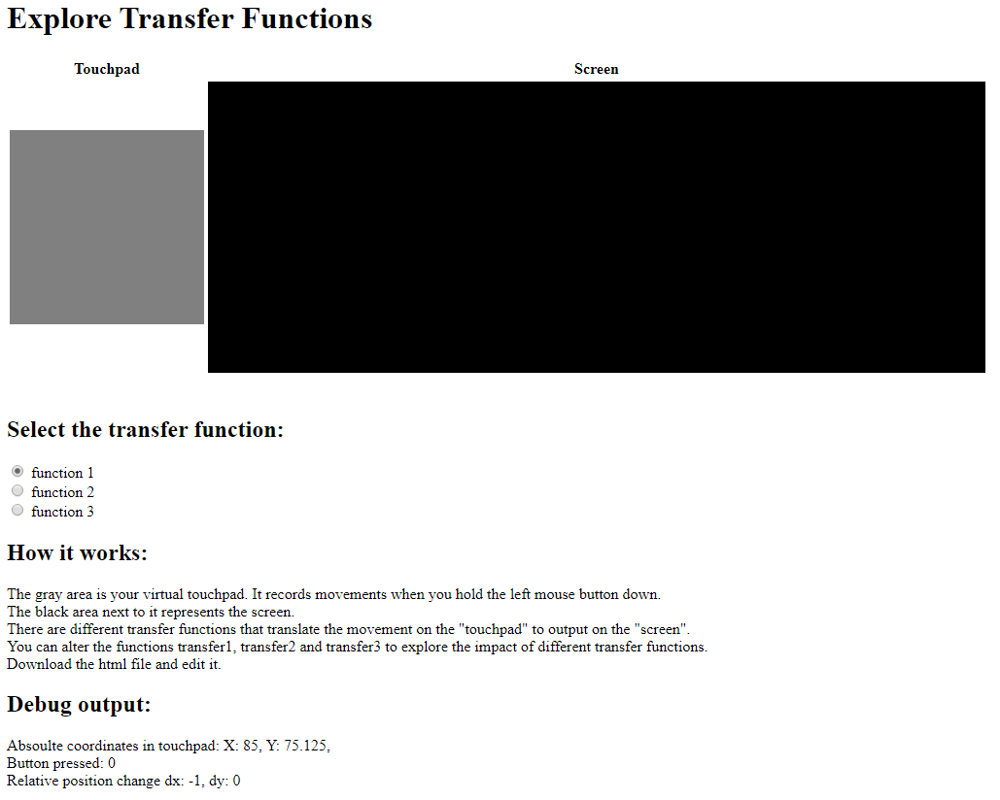 Explore Transfer Functions
Touchpad
Screen
Select the transfer function:
function 1
function 2
function 3
How it works:
The gray area is your virtual touchpad. It records movements when you hold the left mouse button down.
The black area next to it represents the screen.
There are different transfer functions that translate the movement on the "touchpad" to output on the "screen".
You can alter the functions transfer1, transfer2 and transfer3 to explore the impact of different transfer functions.
Download the html file and edit it.
Debug output:
Absoulte coordinates in touchpad: X: 85, Y: 75.125,
Button pressed: 0
Relative position change dx: -1, dy: 0